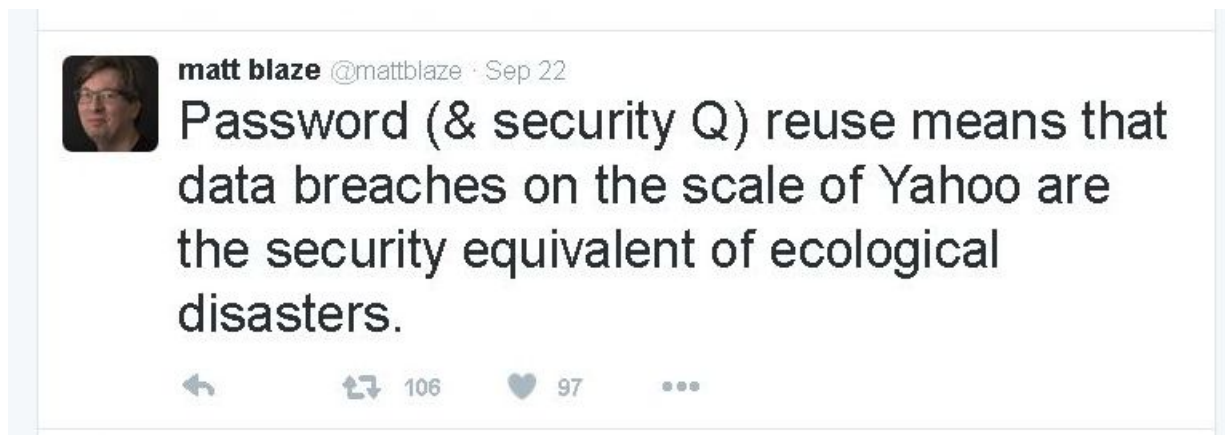 matt blaze @mattblaze · Sep 22
Password (& security Q) reuse means that
data breaches on the scale of Yahoo are
the security equivalent of ecological
disasters.
106 97